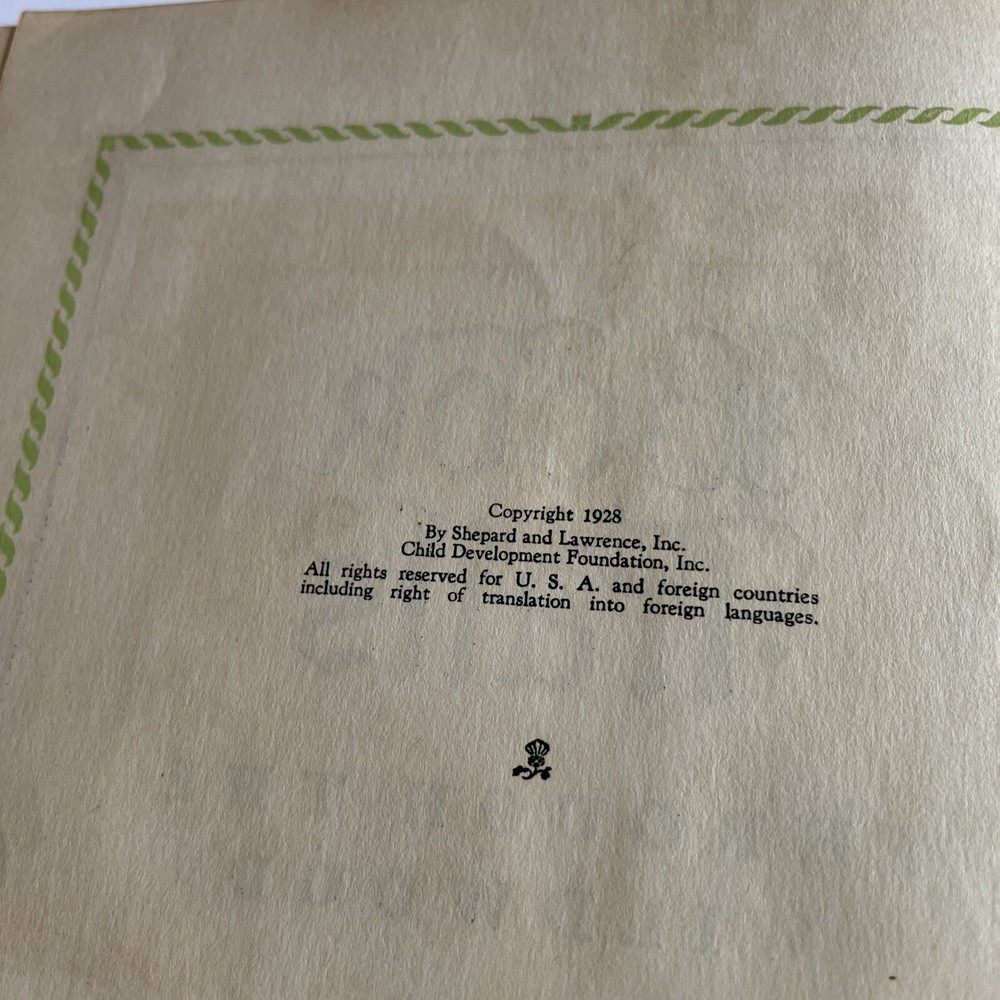 Copyright 1928
By Shepard and Lawrence, Inc.
Child Development Foundation, Inc.
All rights reserved for U. S. A. and foreign countries
including right of translation into foreign languages.